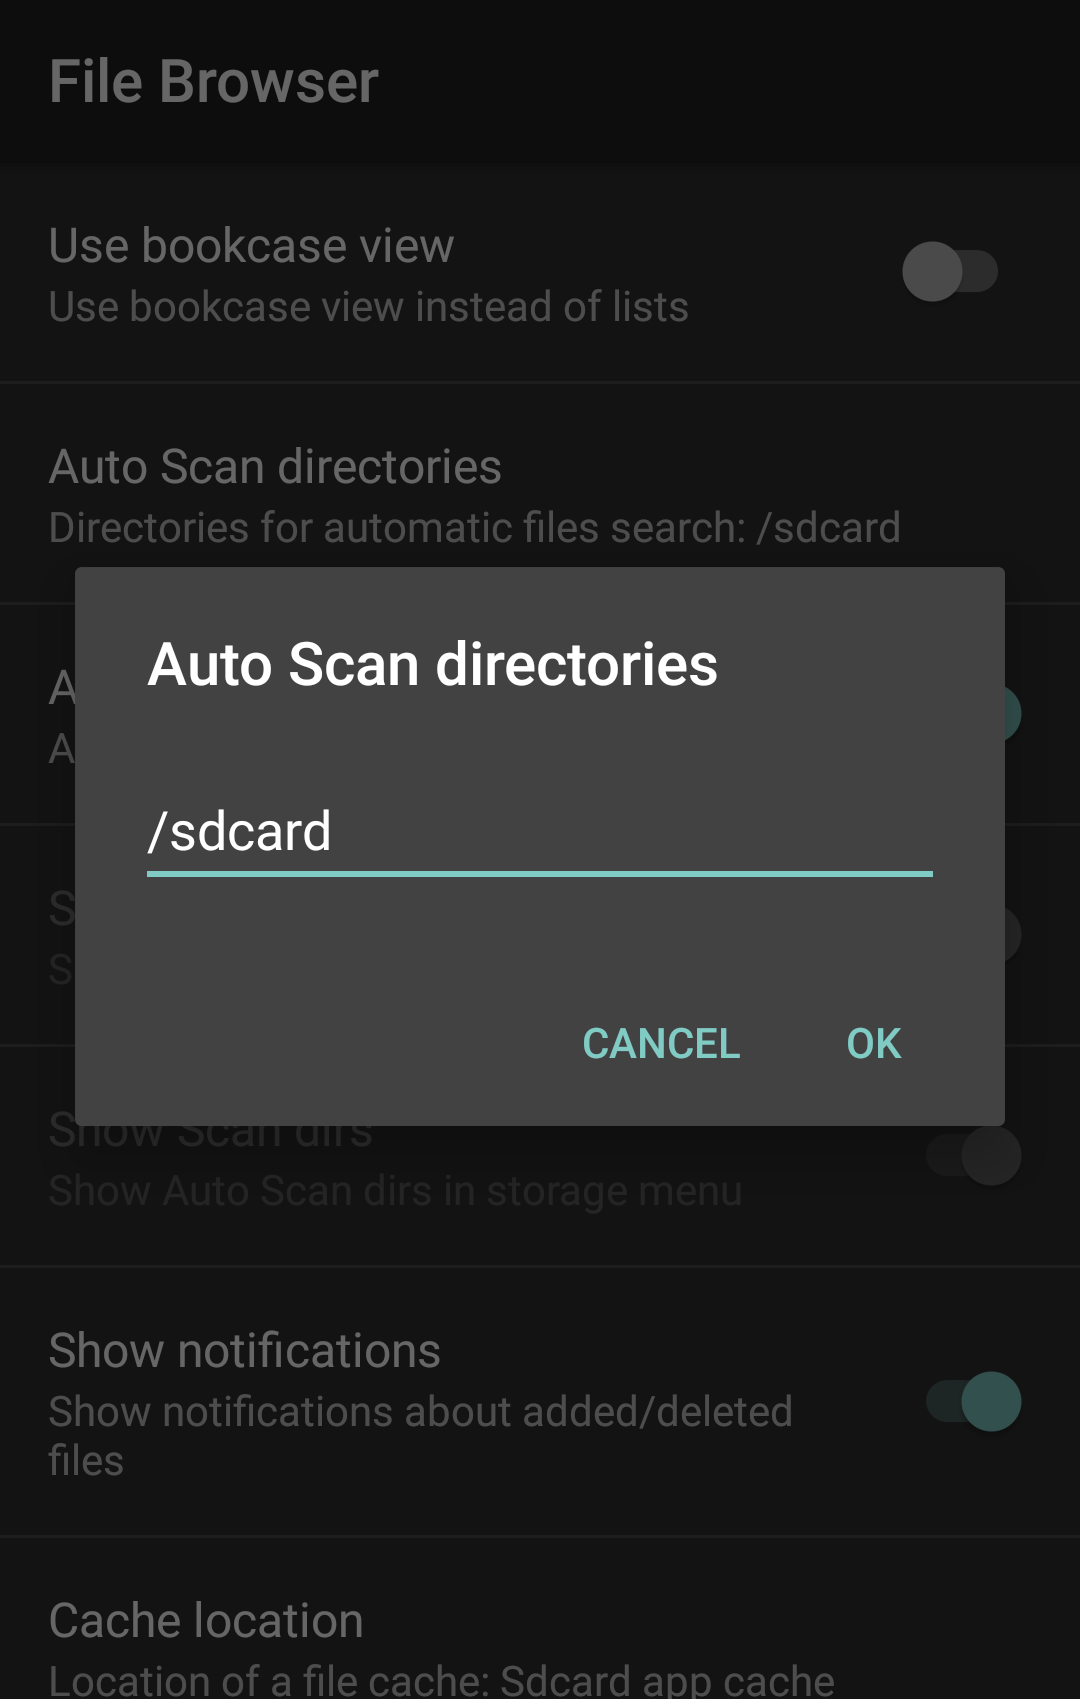 File Browser
Use bookcase view
Use bookcase view instead of lists
Auto Scan directories
Directories for automatic files search: /sdcard
Auto Scan directories
/sdcard
CANCEL
OK
Show Scan dirs
Show Auto Scan dirs in storage menu
Show notifications
Show notifications about added/deleted
files
Cache location
Location of a file cache: Sdcard app cache